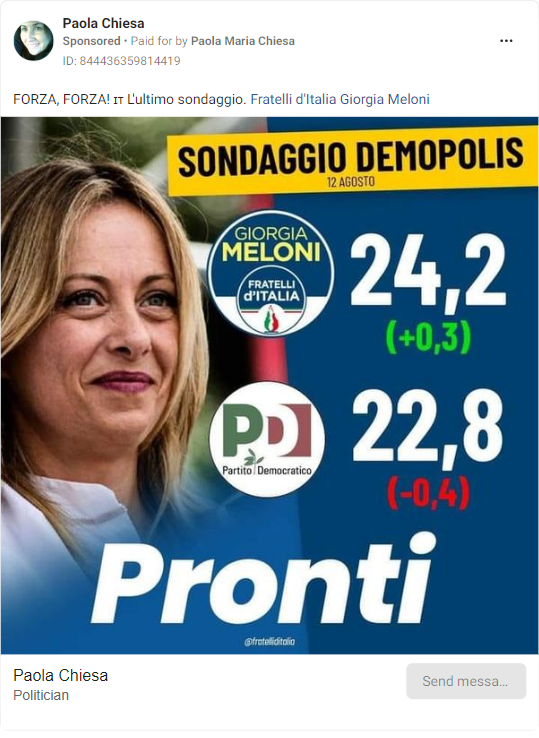 Paola Chiesa
Sponsored • Paid for by Paola Maria Chiesa
ID: 844436359814419
FORZA, FORZA! ɪᴛ L'ultimo sondaggio. Fratelli d'Italia Giorgia Meloni
SONDAGGIO DEMOPOLIS
12 AGOSTO
GIORGIA
MELONI
FRATELLI
d'ITALIA
24,2
(+0,3)
PD
Partito Democratico
22,8
(-0,4)
Pronti
@fratelliditalia
Paola Chiesa
Politician
Send messa...